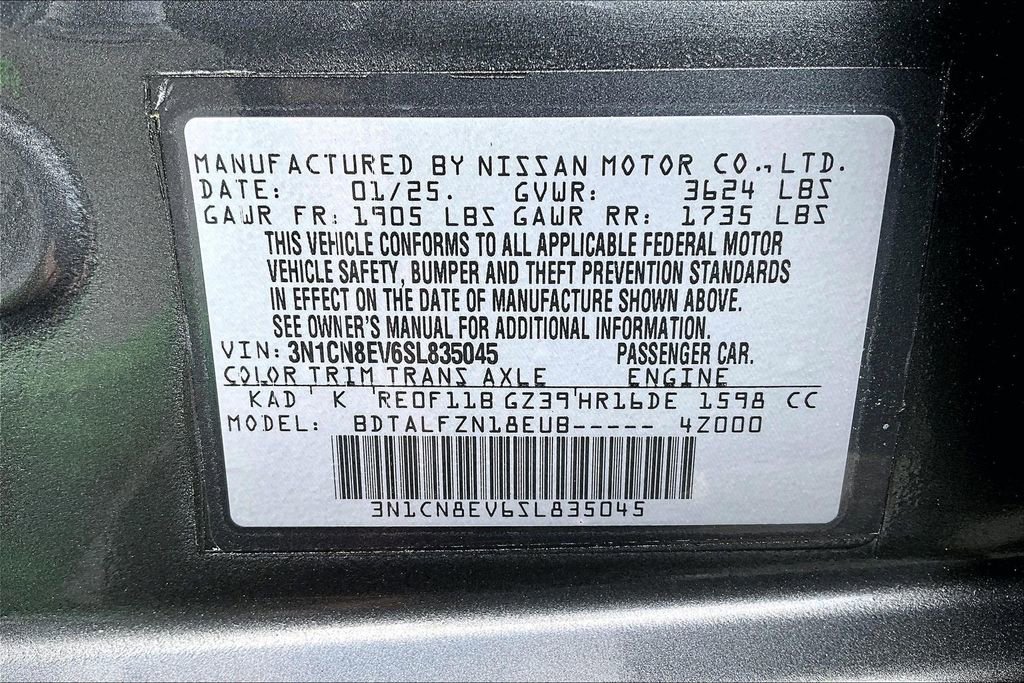 MANUFACTURED BY NISSAN MOTOR CO., LTD.
DATE: 01/25. GVWR: 3624 LBS
GAWR FR: 1905 LBS GAWR RR: 1735 LBS
THIS VEHICLE CONFORMS TO ALL APPLICABLE FEDERAL MOTOR
VEHICLE SAFETY, BUMPER AND THEFT PREVENTION STANDARDS
IN EFFECT ON THE DATE OF MANUFACTURE SHOWN ABOVE.
SEE OWNER'S MANUAL FOR ADDITIONAL INFORMATION.
VIN: 3N1CN8EV6SL835045 PASSENGER CAR.
COLOR TRIM TRANS AXLE ENGINE
KAD K RE0F11B GZ39 HR16DE 1598 CC
MODEL: BDTALFZN18EUB----- 4Z000
3N1CN8EV6SL835045